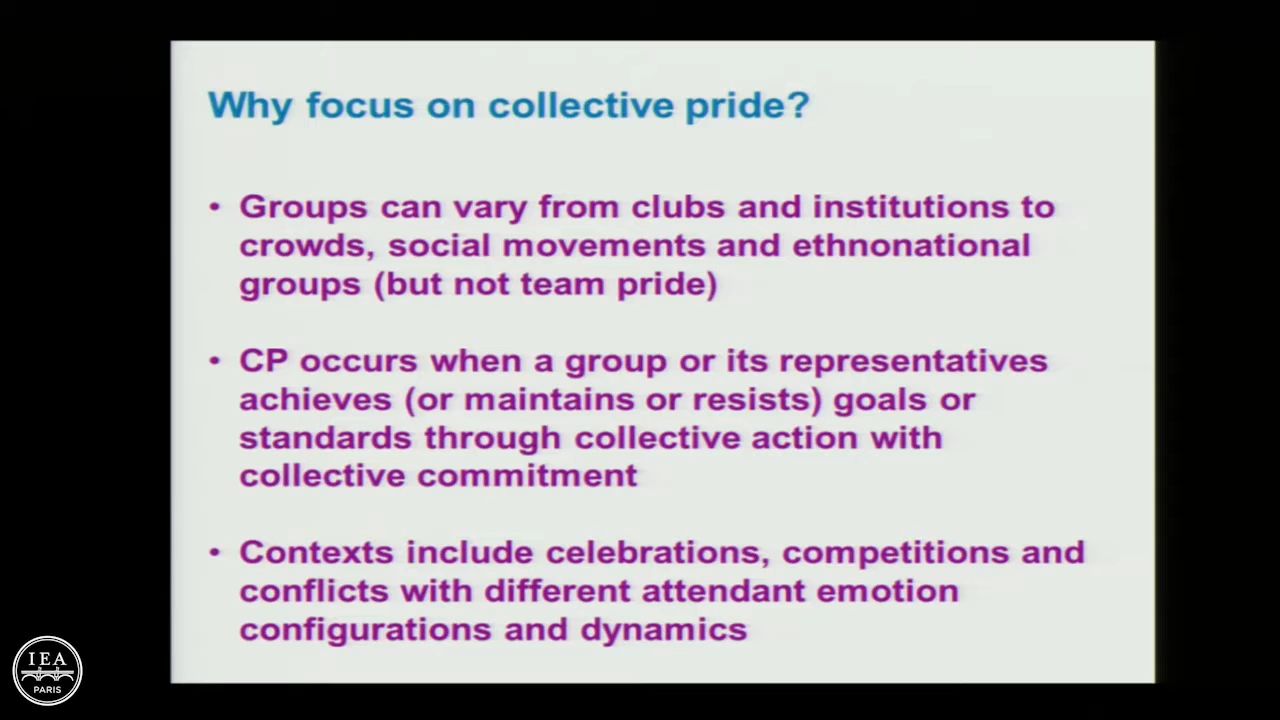 Why focus on collective pride?
• Groups can vary from clubs and institutions to
crowds, social movements and ethnonational
groups (but not team pride)
• CP occurs when a group or its representatives
achieves (or maintains or resists) goals or
standards through collective action with
collective commitment
• Contexts include celebrations, competitions and
conflicts with different attendant emotion
configurations and dynamics
IEA
PARIS